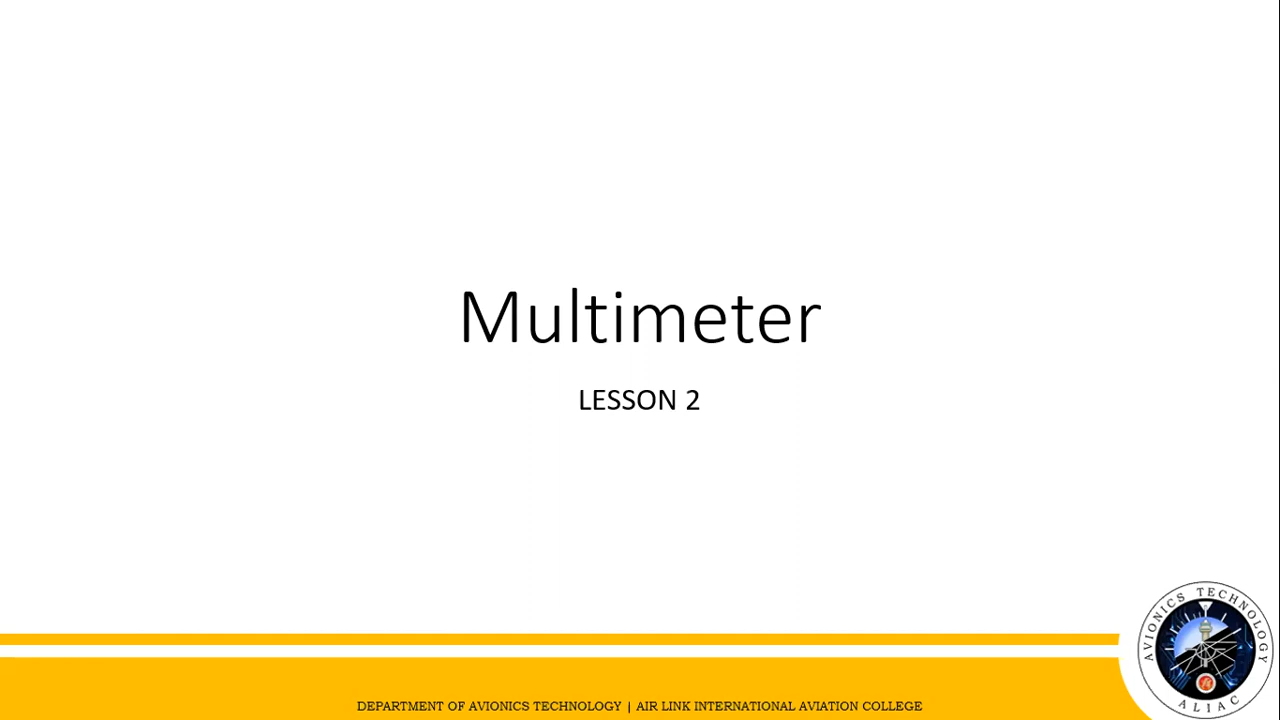 Multimeter
LESSON 2
DEPARTMENT OF AVIONICS TECHNOLOGY | AIR LINK INTERNATIONAL AVIATION COLLEGE
AVIONICS TECHNOLOGY
ALIAC